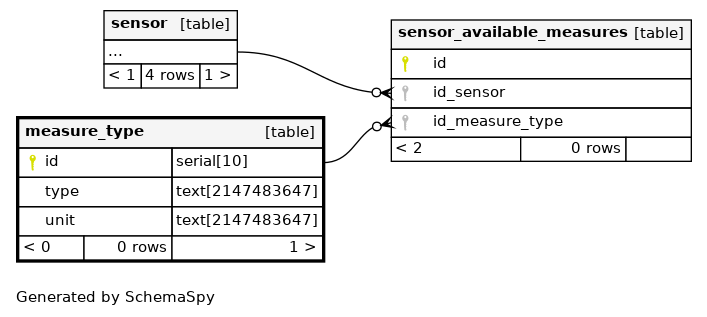 sensor [table]
...
< 1 4 rows 1 >
sensor_available_measures [table]
id
id_sensor
id_measure_type
< 2 0 rows
measure_type [table]
id serial[10]
type text[2147483647]
unit text[2147483647]
< 0 0 rows 1 >
Generated by SchemaSpy